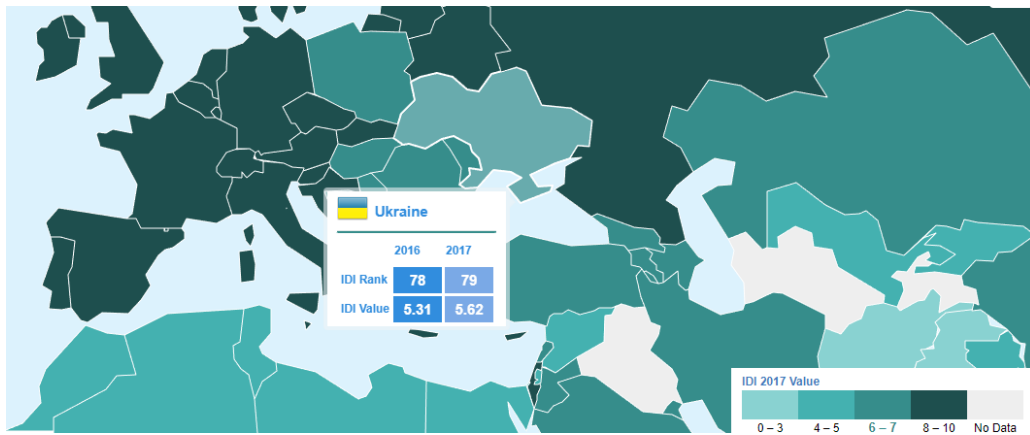 Ukraine
2016 2017
IDI Rank 78 79
IDI Value 5.31 5.62
IDI 2017 Value
0 – 3 4 – 5 6 – 7 8 – 10 No Data